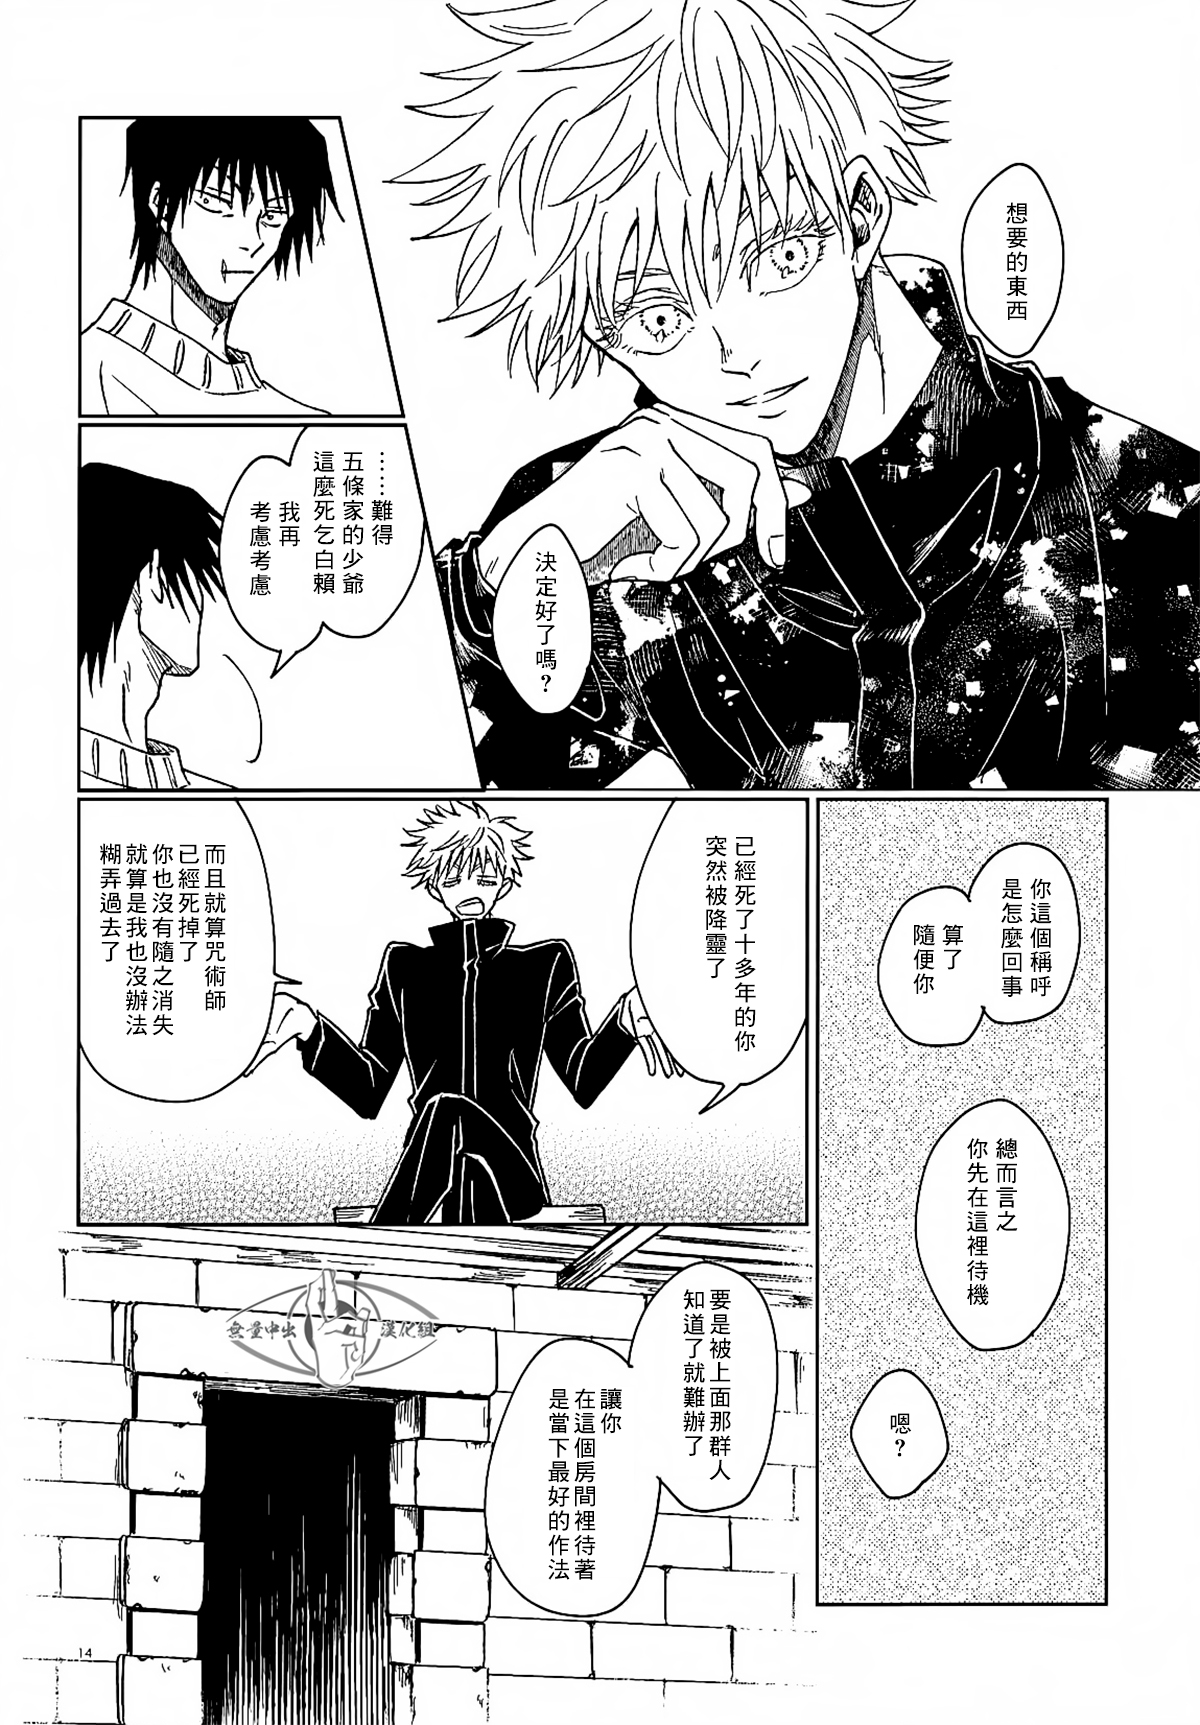 想要的東西
決定好了嗎?
……難得
五條家的少爺
這麼死乞白賴
我再
考慮考慮
你這個稱呼
是怎麼回事
算了
隨便你
總而言之
你先在這裡待機
嗯?
已經死了十多年的你
突然被降靈了
而且就算咒術師
已經死掉了
你也沒有隨之消失
就算是我也沒辦法
糊弄過去了
要是被上面那群人
知道了就難辦了
讓你
在這個房間裡待著
是當下最好的作法
無量中出 漢化組
14